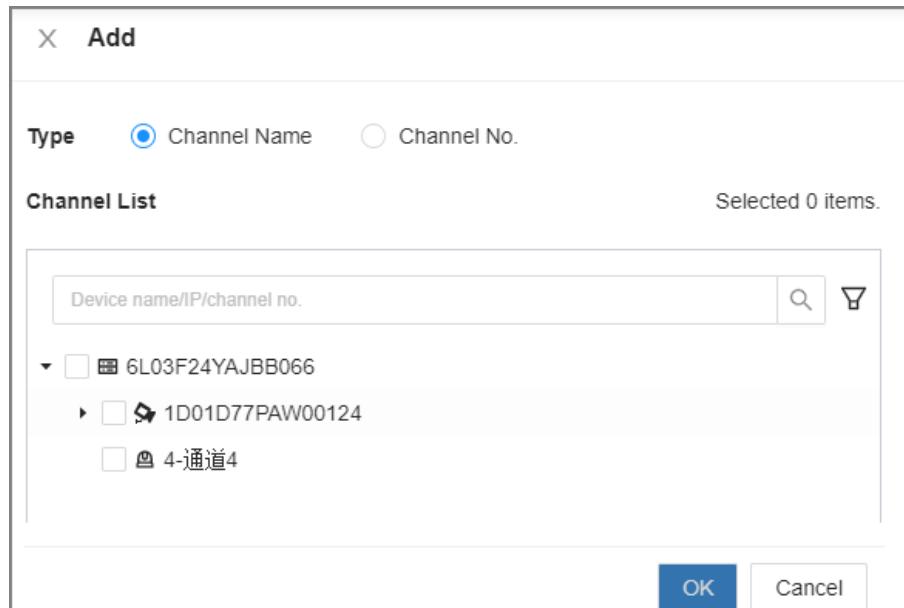 Add
Type Channel Name Channel No.
Channel List Selected 0 items.
Device name/IP/channel no.
6L03F24YAJBB066
1D01D77PAW00124
4-通道4
OK Cancel